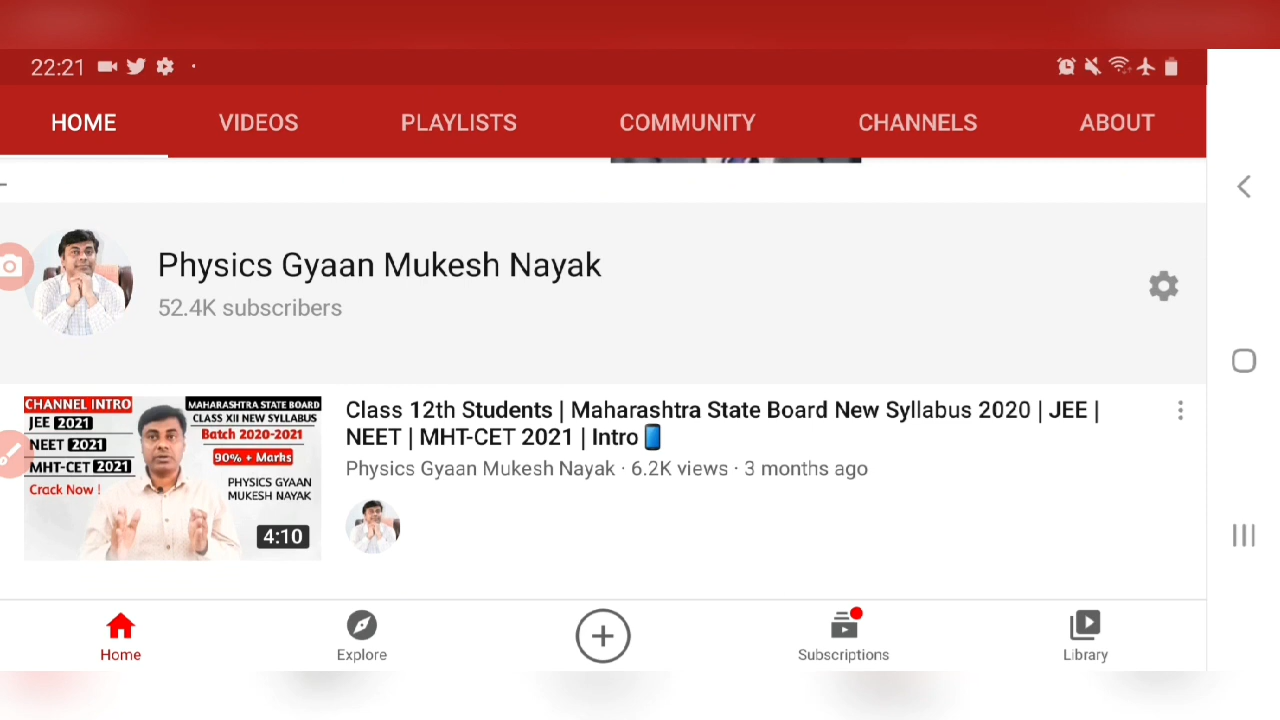 22:21
HOME VIDEOS PLAYLISTS COMMUNITY CHANNELS ABOUT
Physics Gyaan Mukesh Nayak
52.4K subscribers
CHANNEL INTRO
JEE 2021
NEET 2021
MHT-CET 2021
Crack Now !
MAHARASHTRA STATE BOARD
CLASS XII NEW SYLLABUS
Batch 2020-2021
90% + Marks
PHYSICS GYAAN
MUKESH NAYAK
4:10
Class 12th Students | Maharashtra State Board New Syllabus 2020 | JEE |
NEET | MHT-CET 2021 | Intro📱
Physics Gyaan Mukesh Nayak · 6.2K views · 3 months ago
Home Explore Subscriptions Library